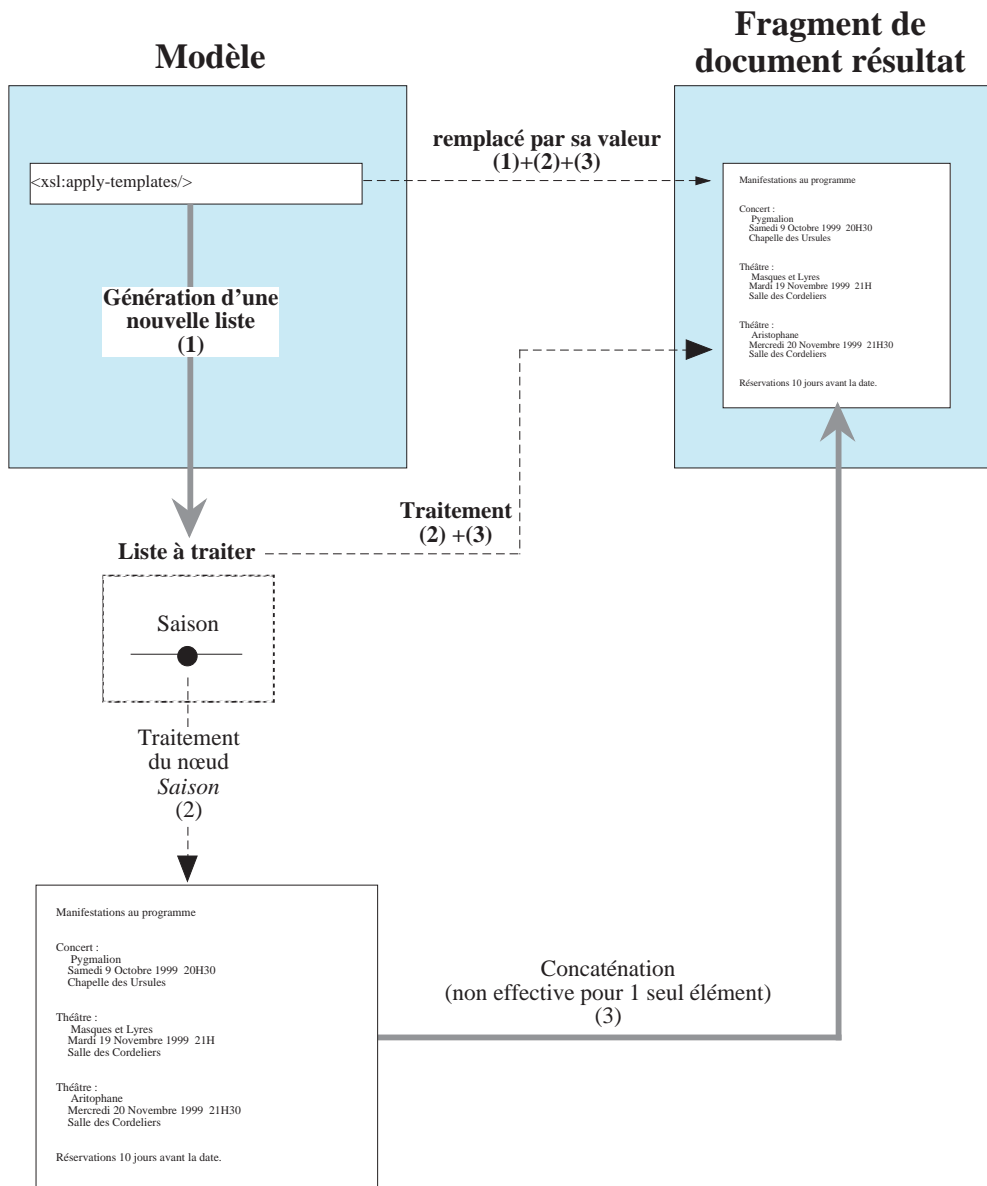 Modèle
Fragment de
document résultat
remplacé par sa valeur
(1)+(2)+(3)
<xsl:apply-templates/>
Manifestations au programme
Concert :
Pygmalion
Samedi 9 Octobre 1999 20H30
Chapelle des Ursules
Théâtre :
Masques et Lyres
Mardi 19 Novembre 1999 21H
Salle des Cordeliers
Théâtre :
Aristophane
Mercredi 20 Novembre 1999 21H30
Salle des Cordeliers
Réservations 10 jours avant la date.
Génération d’une
nouvelle liste
(1)
Traitement
(2) +(3)
Liste à traiter
Saison
Traitement
du nœud
Saison
(2)
Manifestations au programme
Concert :
Pygmalion
Samedi 9 Octobre 1999 20H30
Chapelle des Ursules
Théâtre :
Masques et Lyres
Mardi 19 Novembre 1999 21H
Salle des Cordeliers
Théâtre :
Aritophane
Mercredi 20 Novembre 1999 21H30
Salle des Cordeliers
Réservations 10 jours avant la date.
Concaténation
(non effective pour 1 seul élément)
(3)